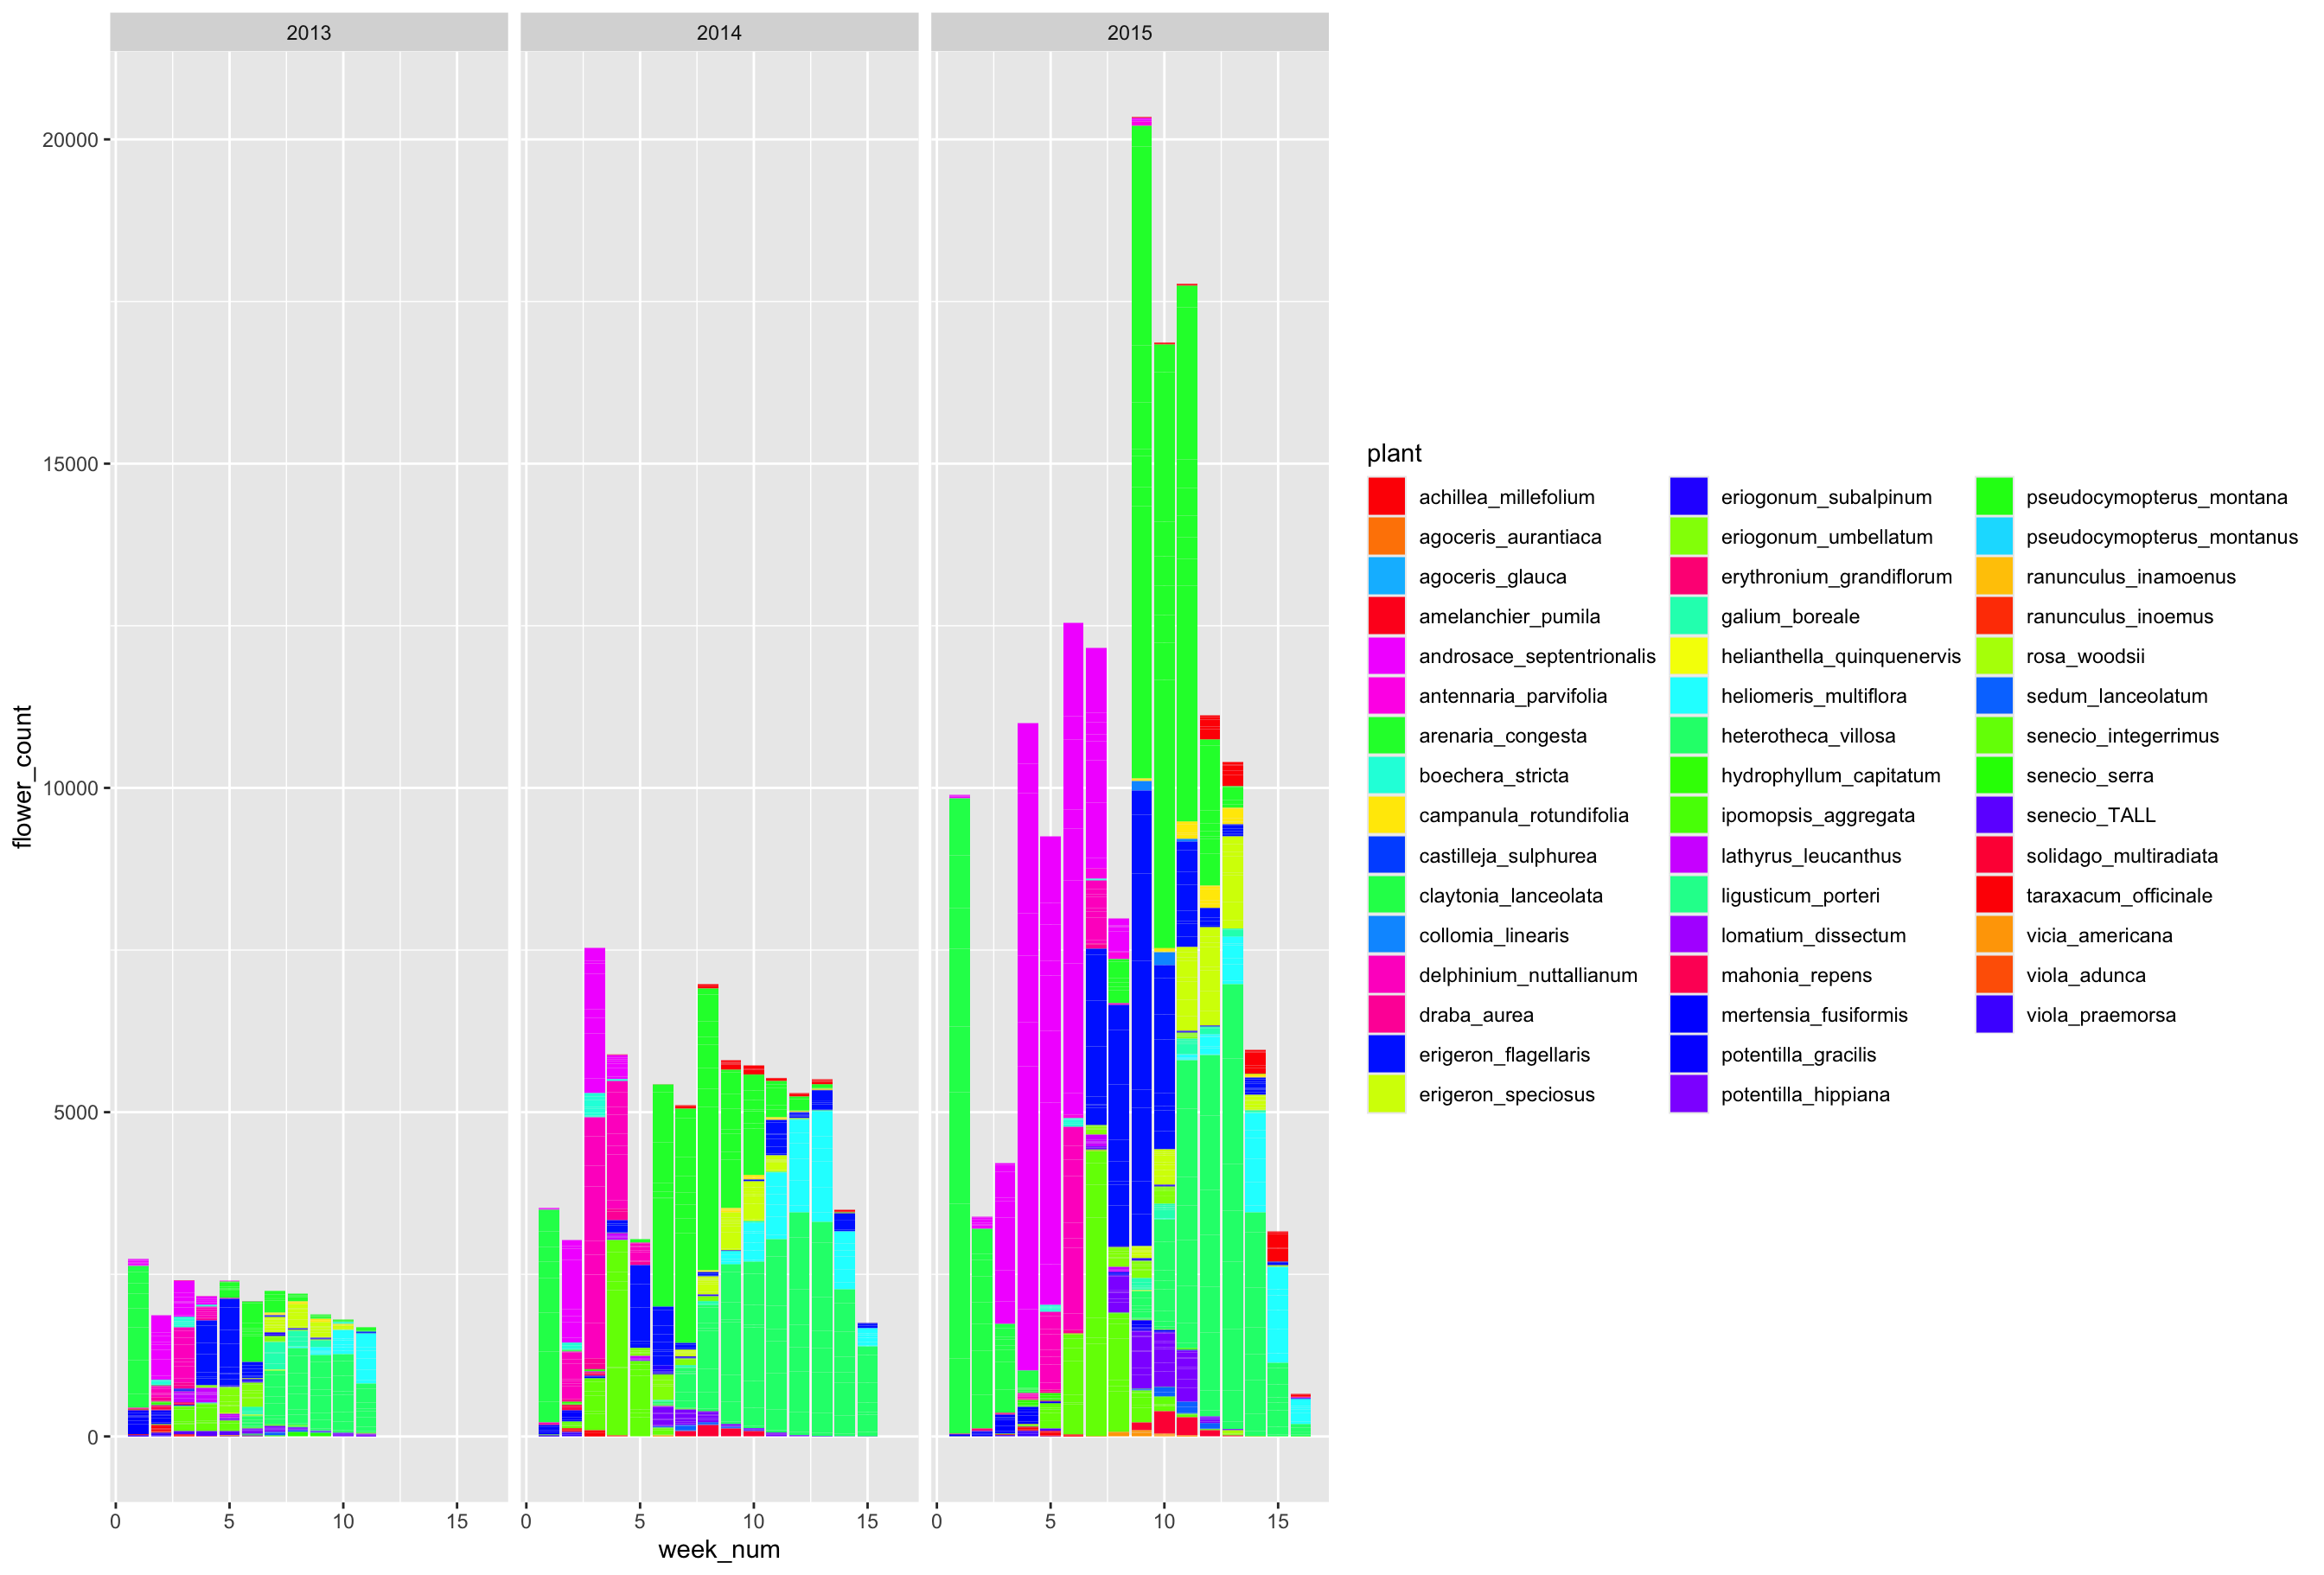 2013 2014 2015
20000
15000
10000
5000
0
flower_count
0 5 10 15 0 5 10 15 0 5 10 15
week_num
plant
achillea_millefolium
agoceris_aurantiaca
agoceris_glauca
amelanchier_pumila
androsace_septentrionalis
antennaria_parvifolia
arenaria_congesta
boechera_stricta
campanula_rotundifolia
castilleja_sulphurea
claytonia_lanceolata
collomia_linearis
delphinium_nuttallianum
draba_aurea
erigeron_flagellaris
erigeron_speciosus
eriogonum_subalpinum
eriogonum_umbellatum
erythronium_grandiflorum
galium_boreale
helianthella_quinquenervis
heliomeris_multiflora
heterotheca_villosa
hydrophyllum_capitatum
ipomopsis_aggregata
lathyrus_leucanthus
ligusticum_porteri
lomatium_dissectum
mahonia_repens
mertensia_fusiformis
potentilla_gracilis
potentilla_hippiana
pseudocymopterus_montana
pseudocymopterus_montanus
ranunculus_inamoenus
ranunculus_inoemus
rosa_woodsii
sedum_lanceolatum
senecio_integerrimus
senecio_serra
senecio_TALL
solidago_multiradiata
taraxacum_officinale
vicia_americana
viola_adunca
viola_praemorsa